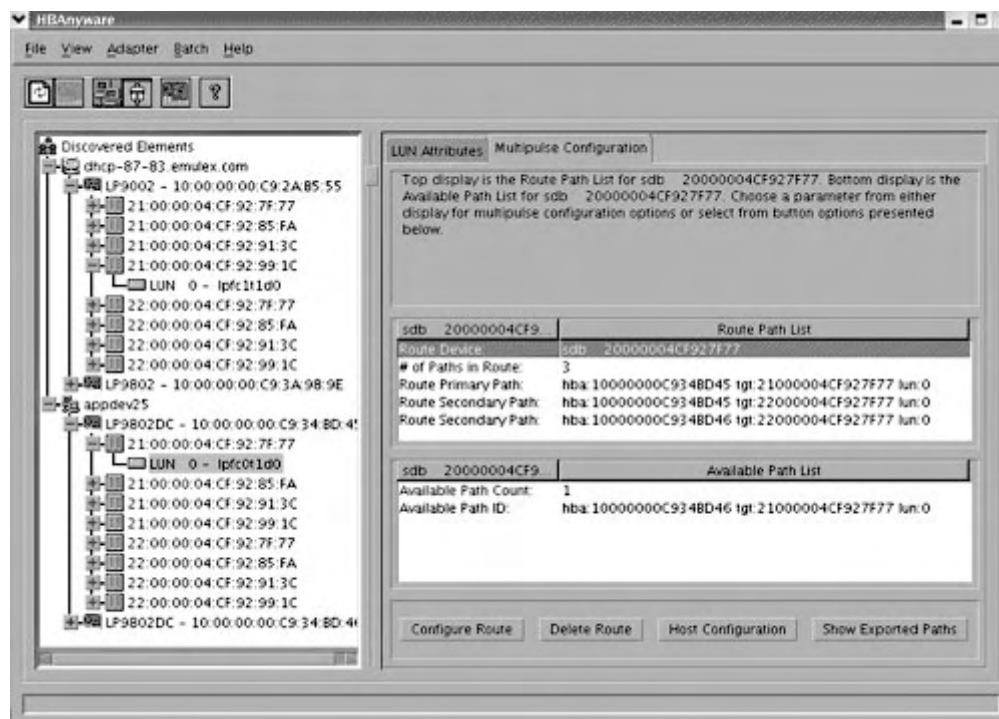 HBAnyware
File View Adapter Batch Help
Discovered Elements
dhcp-87-83.emulex.com
LP9002 - 10:00:00:00:C9:2A:85:55
21:00:00:04:CF:92:7F:77
21:00:00:04:CF:92:85:FA
21:00:00:04:CF:92:91:3C
21:00:00:04:CF:92:99:1C
LUN 0 - lpfc1t1d0
22:00:00:04:CF:92:7F:77
22:00:00:04:CF:92:85:FA
22:00:00:04:CF:92:91:3C
22:00:00:04:CF:92:99:1C
LP9802 - 10:00:00:00:C9:3A:98:9E
appdev25
LP9802DC - 10:00:00:00:C9:34:BD:4
21:00:00:04:CF:92:7F:77
LUN 0 - lpfc0t1d0
21:00:00:04:CF:92:85:FA
21:00:00:04:CF:92:91:3C
21:00:00:04:CF:92:99:1C
22:00:00:04:CF:92:7F:77
22:00:00:04:CF:92:85:FA
22:00:00:04:CF:92:91:3C
22:00:00:04:CF:92:99:1C
LP9802DC - 10:00:00:00:C9:34:BD:4
LUN Attributes Multipulse Configuration
Top display is the Route Path List for sdb 20000004CF927F77. Bottom display is the
Available Path List for sdb 20000004CF927F77. Choose a parameter from either
display for multipulse configuration options or select from button options presented
below.
sdb 20000004CF9... Route Path List
Route Device: sdb 20000004CF927F77
# of Paths in Route: 3
Route Primary Path: hba:10000000C934BD45 tgt:21000004CF927F77 lun:0
Route Secondary Path: hba:10000000C934BD45 tgt:22000004CF927F77 lun:0
Route Secondary Path: hba:10000000C934BD46 tgt:22000004CF927F77 lun:0
sdb 20000004CF9... Available Path List
Available Path Count: 1
Available Path ID: hba:10000000C934BD46 tgt:21000004CF927F77 lun:0
Configure Route Delete Route Host Configuration Show Exported Paths